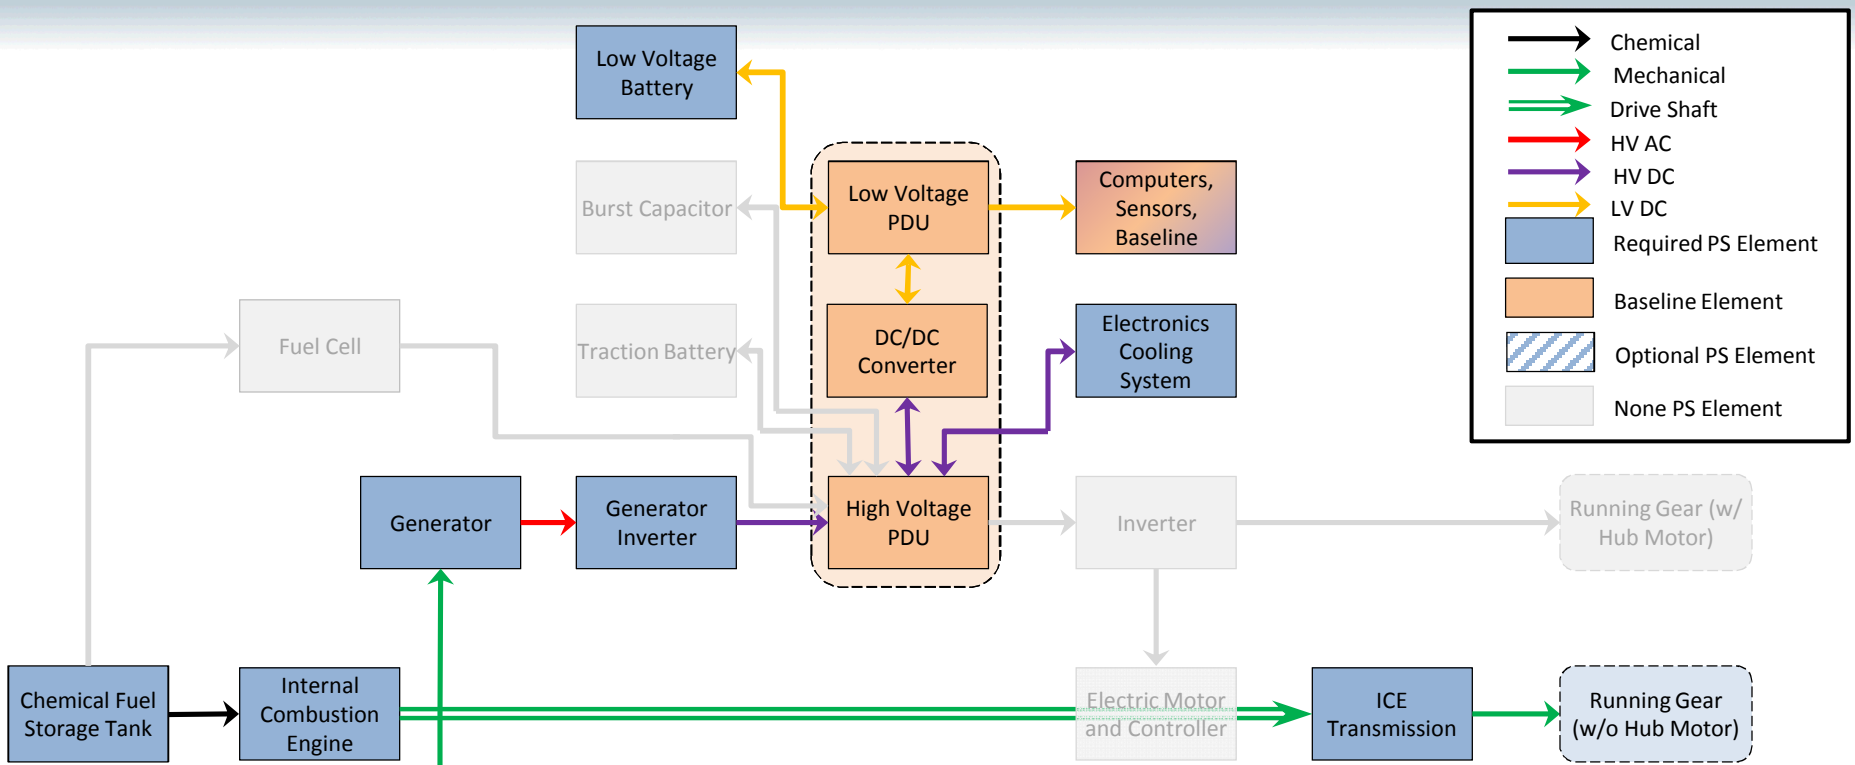 Low Voltage
Battery
Burst Capacitor
Low Voltage
PDU
Computers,
Sensors,
Baseline
Fuel Cell
Traction Battery
DC/DC
Converter
Electronics
Cooling
System
Generator
Generator
Inverter
High Voltage
PDU
Inverter
Running Gear (w/
Hub Motor)
Chemical Fuel
Storage Tank
Internal
Combustion
Engine
Electric Motor
and Controller
ICE
Transmission
Running Gear
(w/o Hub Motor)
Chemical
Mechanical
Drive Shaft
HV AC
HV DC
LV DC
Required PS Element
Baseline Element
Optional PS Element
None PS Element